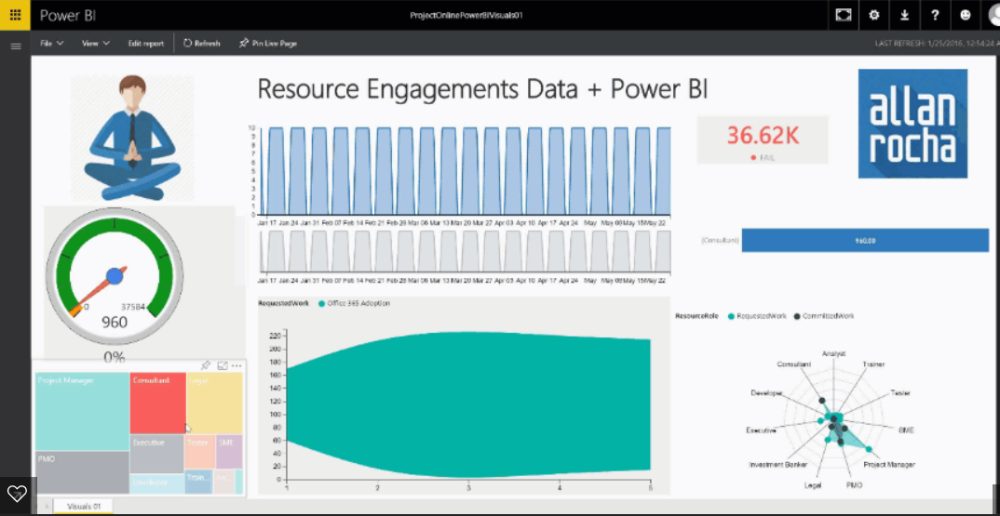 Power BI
ProjectOnlinePowerBIVisuals01
File View Edit report Refresh Pin Live Page
LAST REFRESH: 1/25/2016, 12:54:24 A
Resource Engagements Data + Power BI
allan
rocha
36.62K
FAIL
10
9
8
7
6
5
4
3
2
1
Jan 17 Jan 24 Jan 31 Feb 07 Feb 14 Feb 21 Feb 28 Mar 06 Mar 13 Mar 20 Mar 27 Apr 03 Apr 10 Apr 17 Apr 24 May May 08 May 15 May 22
Jan 17 Jan 24 Jan 31 Feb 07 Feb 14 Feb 21 Feb 28 Mar 06 Mar 13 Mar 20 Mar 27 Apr 03 Apr 10 Apr 17 Apr 24 May May 08 May 15 May 22
(Consultant) 960.00
0 37584
960
0%
RequestedWork Office 365 Adoption
220
200
180
160
140
120
100
80
60
40
20
0
1 2 3 4 5
ResourceRole RequestedWork CommittedWork
Analyst
Consultant Trainer
Developer Tester
Executive SME
Investment Banker Project Manager
Legal PMO
Project Manager Consultant Legal
Executive Tester SME
PMO
Developer Train... An...
Visuals 01